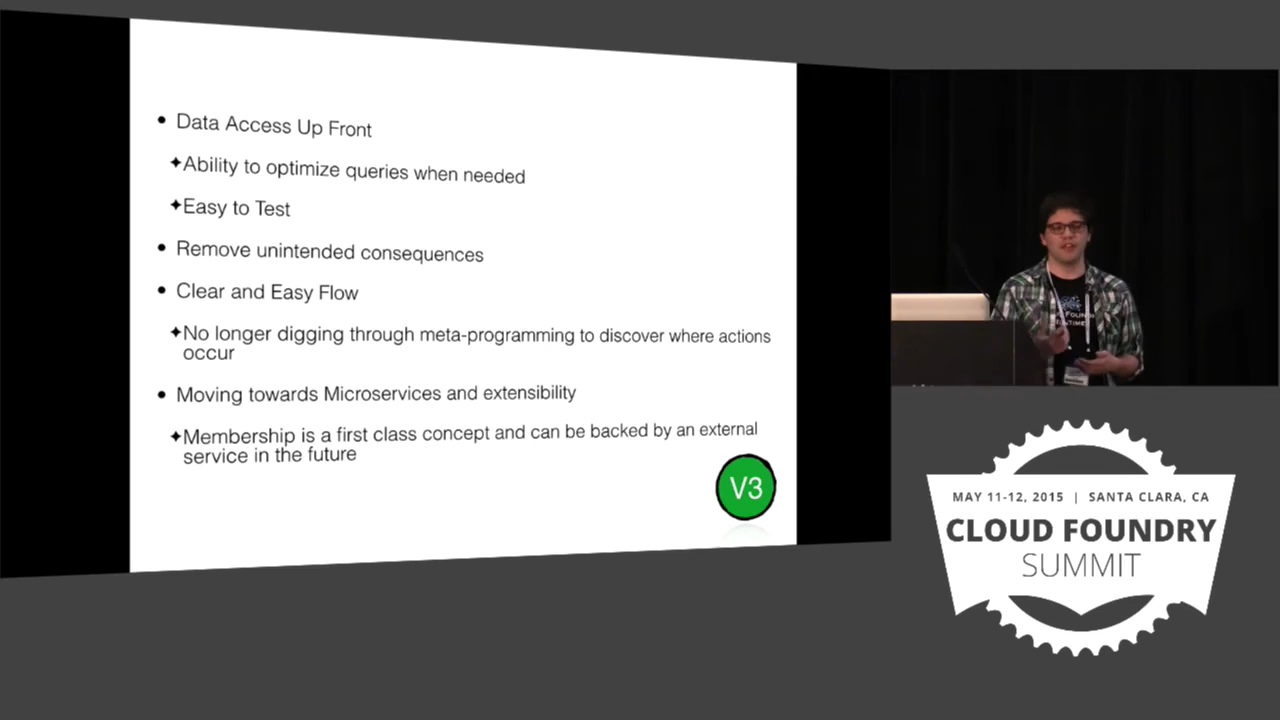 • Data Access Up Front
✦Ability to optimize queries when needed
✦Easy to Test
• Remove unintended consequences
• Clear and Easy Flow
✦No longer digging through meta-programming to discover where actions
occur
• Moving towards Microservices and extensibility
✦Membership is a first class concept and can be backed by an external
service in the future
V3
MAY 11-12, 2015 | SANTA CLARA, CA
CLOUD FOUNDRY
SUMMIT